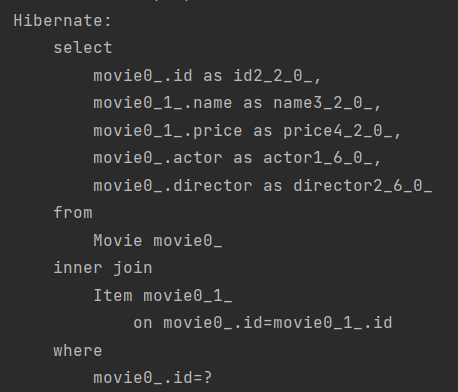 Hibernate:
    select
        movie0_.id as id2_2_0_,
        movie0_1_.name as name3_2_0_,
        movie0_1_.price as price4_2_0_,
        movie0_.actor as actor1_6_0_,
        movie0_.director as director2_6_0_
    from
        Movie movie0_
    inner join
        Item movie0_1_
            on movie0_.id=movie0_1_.id
    where
        movie0_.id=?